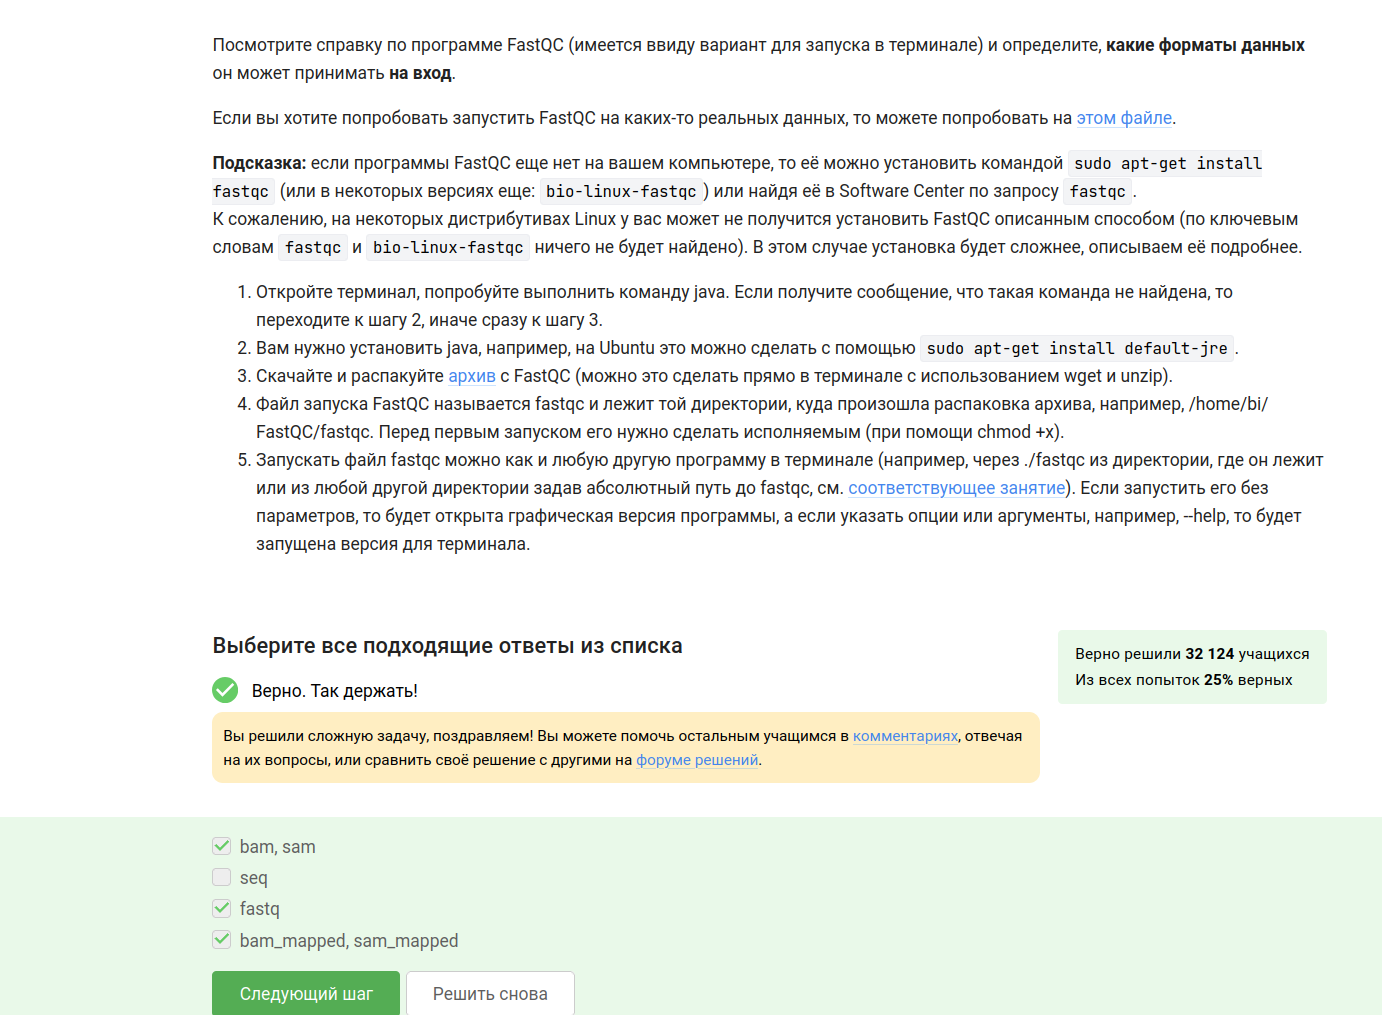 Посмотрите справку по программе FastQC (имеется ввиду вариант для запуска в терминале) и определите, какие форматы данных
он может принимать на вход.
Если вы хотите попробовать запустить FastQC на каких-то реальных данных, то можете попробовать на этом файле.
Подсказка: если программы FastQC еще нет на вашем компьютере, то её можно установить командой sudo apt-get install
fastqc (или в некоторых версиях еще: bio-linux-fastqc) или найдя её в Software Center по запросу fastqc.
К сожалению, на некоторых дистрибутивах Linux у вас может не получится установить FastQC описанным способом (по ключевым
словам fastqc и bio-linux-fastqc ничего не будет найдено). В этом случае установка будет сложнее, описываем её подробнее.
1. Откройте терминал, попробуйте выполнить команду java. Если получите сообщение, что такая команда не найдена, то
переходите к шагу 2, иначе сразу к шагу 3.
2. Вам нужно установить java, например, на Ubuntu это можно сделать с помощью sudo apt-get install default-jre.
3. Скачайте и распакуйте архив с FastQC (можно это сделать прямо в терминале с использованием wget и unzip).
4. Файл запуска FastQC называется fastqc и лежит той директории, куда произошла распаковка архива, например, /home/bi/
FastQC/fastqc. Перед первым запуском его нужно сделать исполняемым (при помощи chmod +x).
5. Запускать файл fastqc можно как и любую другую программу в терминале (например, через ./fastqc из директории, где он лежит
или из любой другой директории задав абсолютный путь до fastqc, см. соответствующее занятие). Если запустить его без
параметров, то будет открыта графическая версия программы, а если указать опции или аргументы, например, --help, то будет
запущена версия для терминала.
Выберите все подходящие ответы из списка
Верно решили 32 124 учащихся
Из всех попыток 25% верных
Верно. Так держать!
Вы решили сложную задачу, поздравляем! Вы можете помочь остальным учащимся в комментариях, отвечая
на их вопросы, или сравнить своё решение с другими на форуме решений.
bam, sam
seq
fastq
bam_mapped, sam_mapped
Следующий шаг
Решить снова